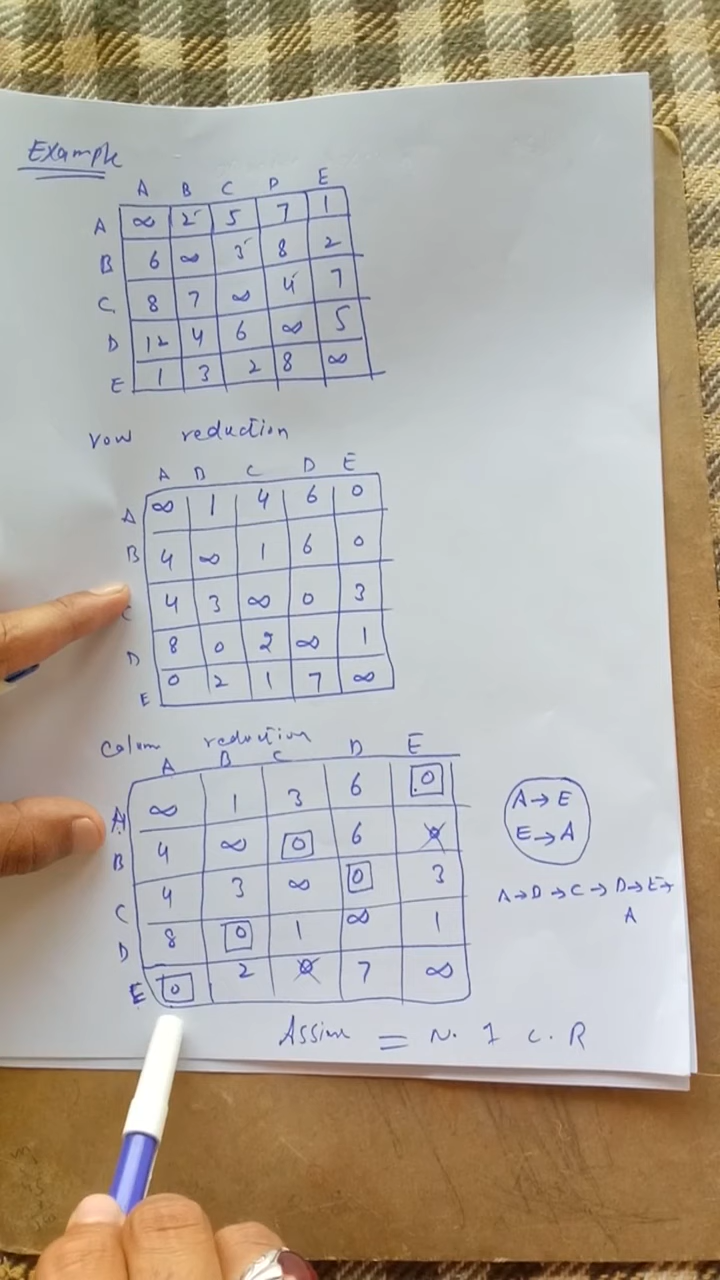 Example
A B C D E
A ∞ 2 5 7 1
B 6 ∞ 3 8 2
C 8 7 ∞ 4 7
D 12 4 6 ∞ 5
E 1 3 2 8 ∞
row reduction
A B C D E
A ∞ 1 4 6 0
B 4 ∞ 1 6 0
C 4 3 ∞ 0 3
D 8 0 2 ∞ 1
E 0 2 1 7 ∞
Colum reduction
A B C D E
A ∞ 1 3 6 0
B 4 ∞ 0 6 0
C 4 3 ∞ 0 3
D 8 0 1 ∞ 1
E 0 2 0 7 ∞
A → E
E → A
A → D → C → D → E →
A
= N. 1 C. R